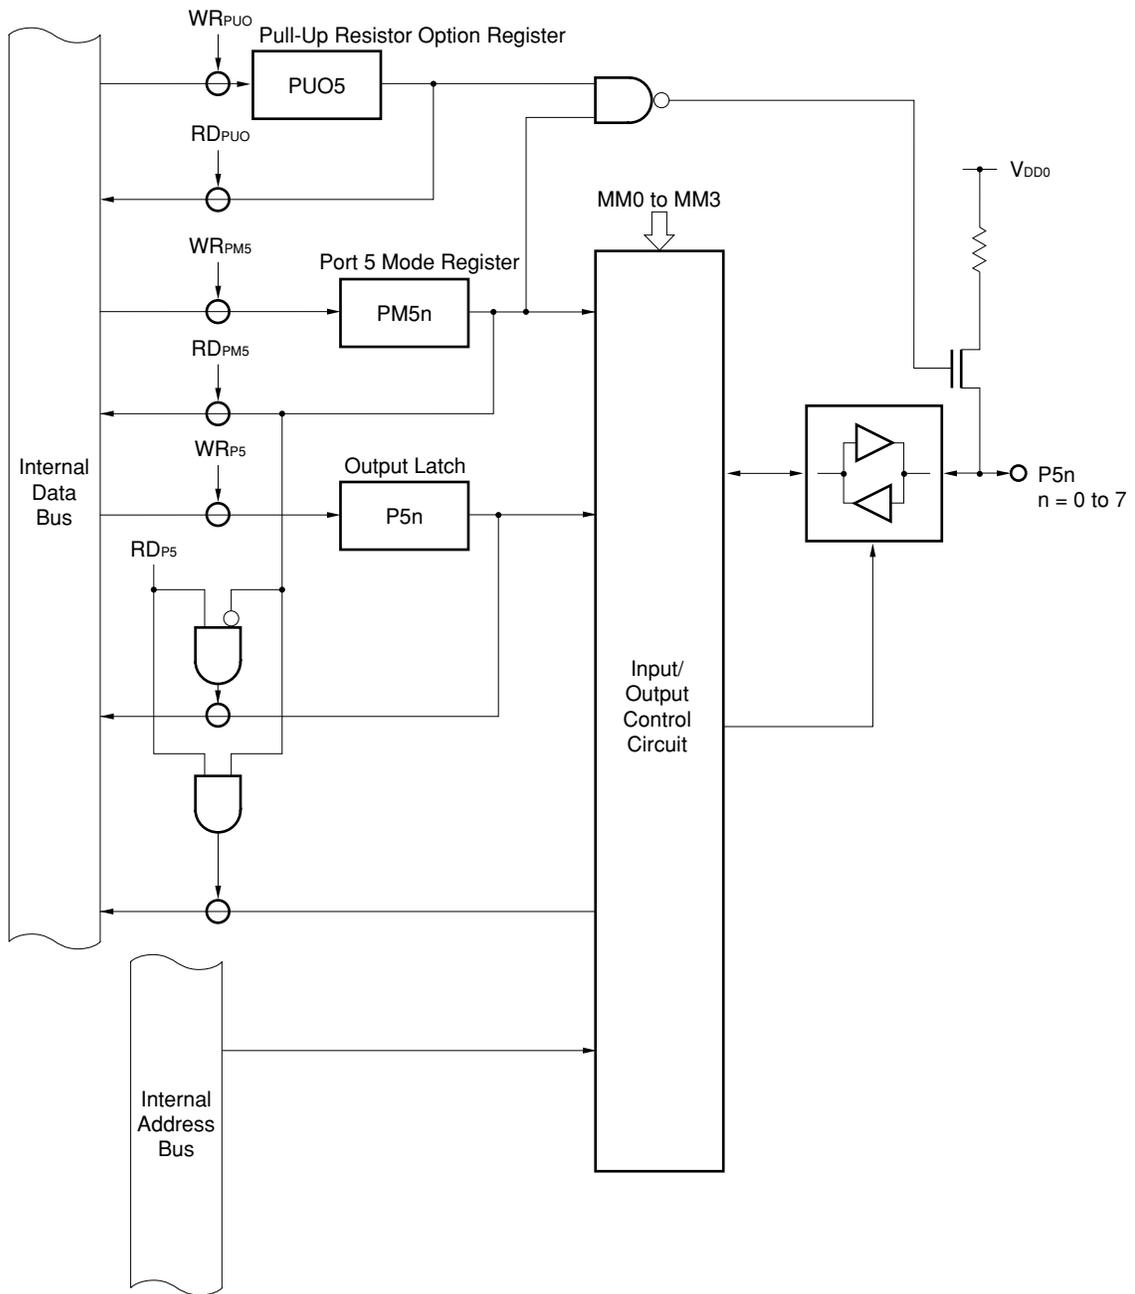 WRPUO
Pull-Up Resistor Option Register
PUO5
RDPUO
VDD0
MM0 to MM3
WRPM5
Port 5 Mode Register
PM5n
RDPM5
WRP5
Output Latch
Internal
Data
Bus
P5n
P5n
n = 0 to 7
RDP5
Input/
Output
Control
Circuit
Internal
Address
Bus